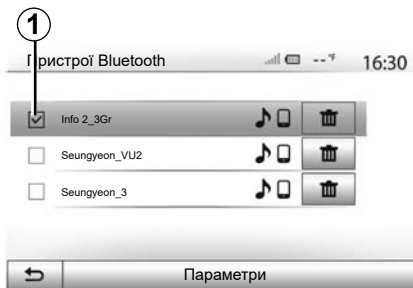 1
Пристрої Bluetooth -- °F 16:30
Info 2_3Gr
Seungyeon_VU2
Seungyeon_3
Параметри